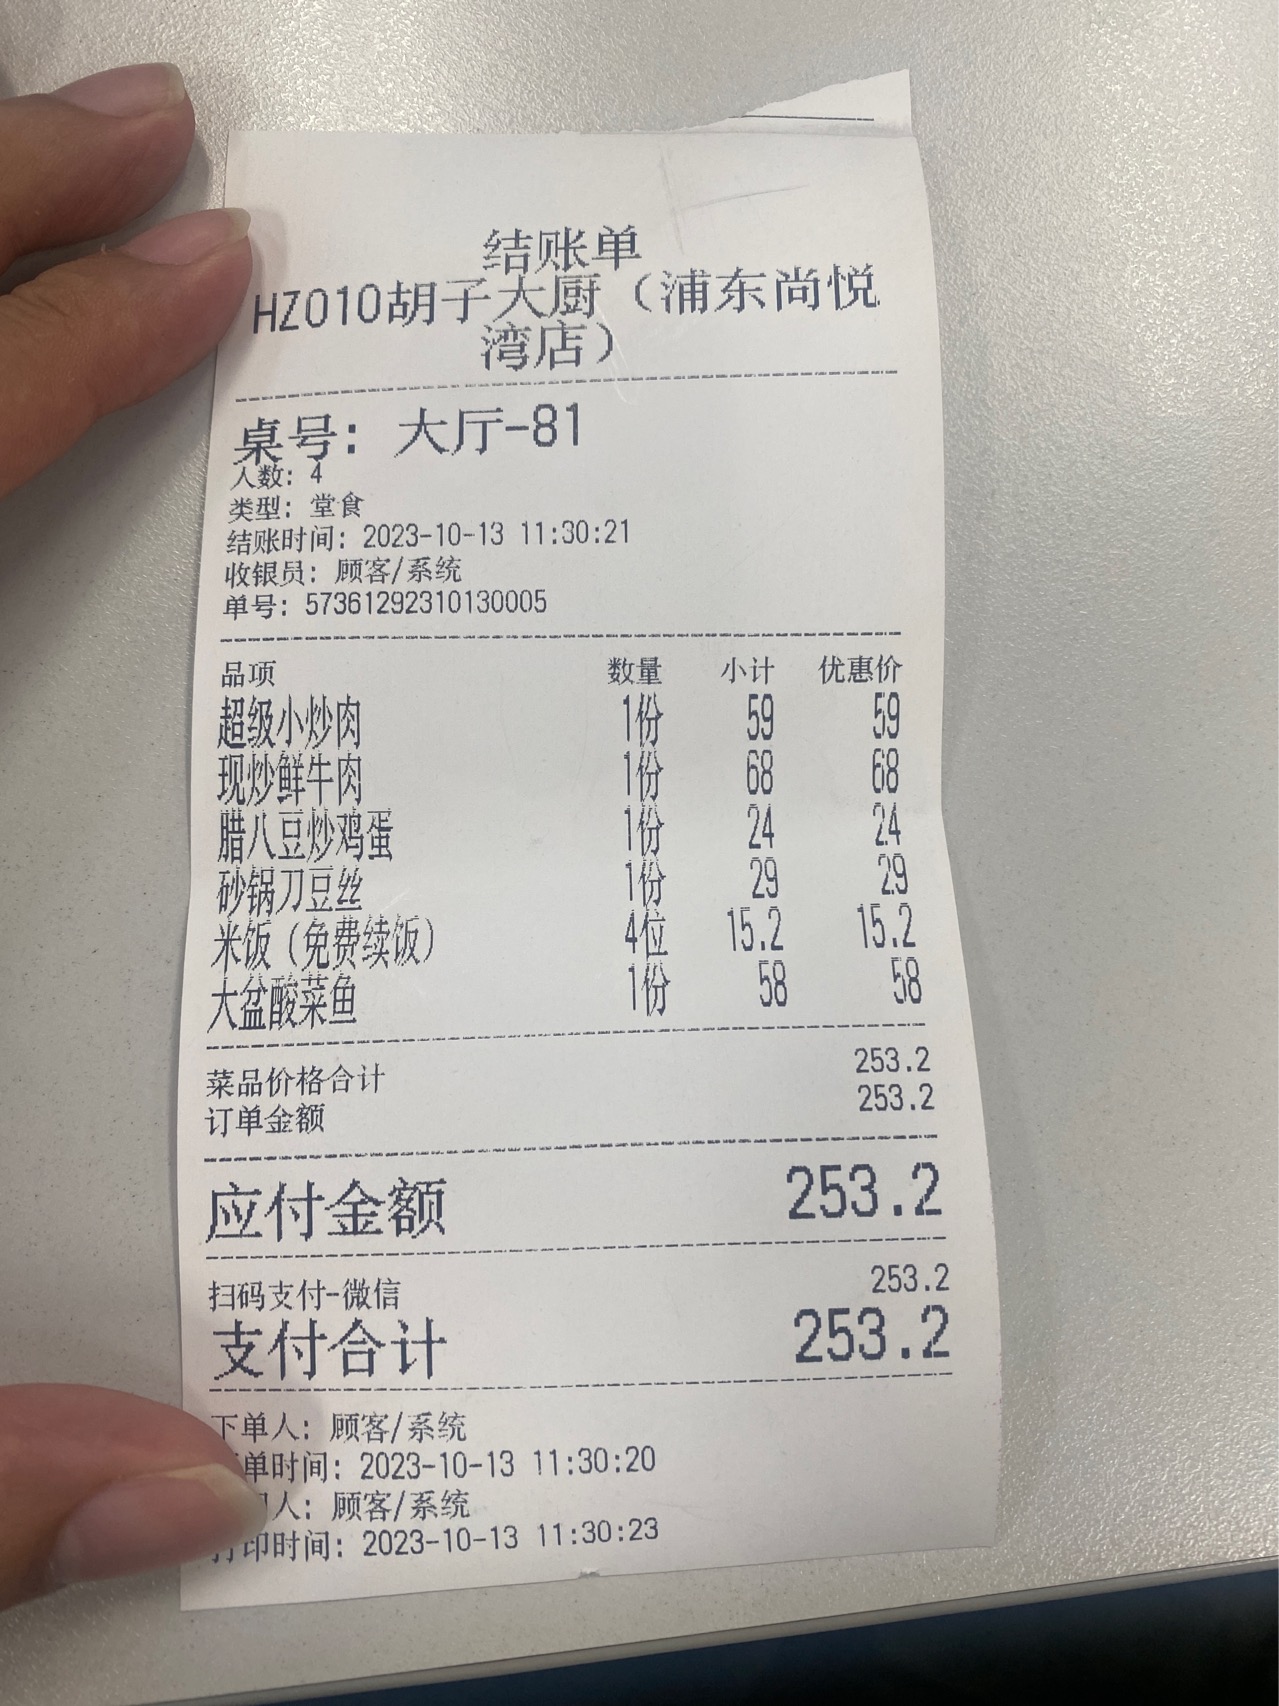 结账单
HZ010胡子大厨（浦东尚悦
湾店）
桌号: 大厅-81
人数: 4
类型: 堂食
结账时间: 2023-10-13 11:30:21
收银员: 顾客/系统
单号: 57361292310130005
品项 数量 小计 优惠价
超级小炒肉 1份 59 59
现炒鲜牛肉 1份 68 68
腊八豆炒鸡蛋 1份 24 24
砂锅刀豆丝 1份 29 29
米饭（免费续饭） 4位 15.2 15.2
大盆酸菜鱼 1份 58 58
菜品价格合计 253.2
订单金额 253.2
应付金额 253.2
扫码支付-微信 253.2
支付合计 253.2
下单人: 顾客/系统
单时间: 2023-10-13 11:30:20
人: 顾客/系统
打印时间: 2023-10-13 11:30:23